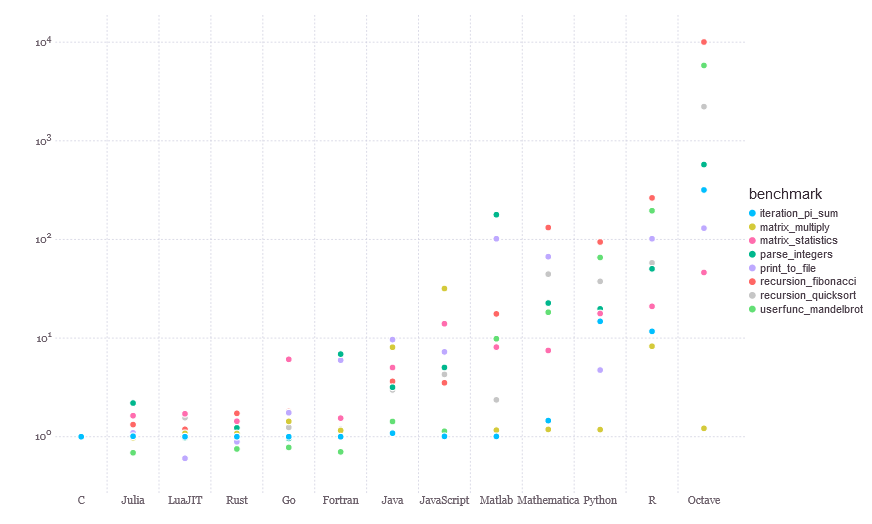 10⁴
10³
10²
10¹
10⁰
C Julia LuaJIT Rust Go Fortran Java JavaScript Matlab Mathematica Python R Octave
benchmark
iteration_pi_sum
matrix_multiply
matrix_statistics
parse_integers
print_to_file
recursion_fibonacci
recursion_quicksort
userfunc_mandelbrot